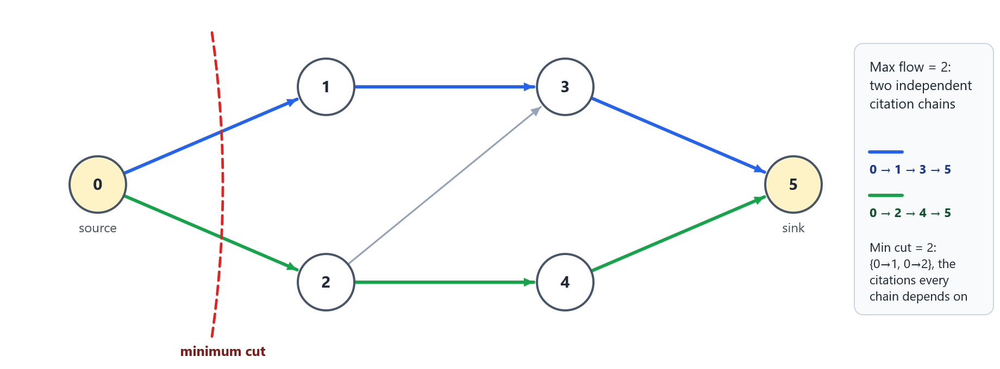 1
3
0
5
source
sink
2
4
minimum cut
Max flow = 2:
two independent
citation chains
0 → 1 → 3 → 5
0 → 2 → 4 → 5
Min cut = 2:
{0→1, 0→2}, the
citations every
chain depends on